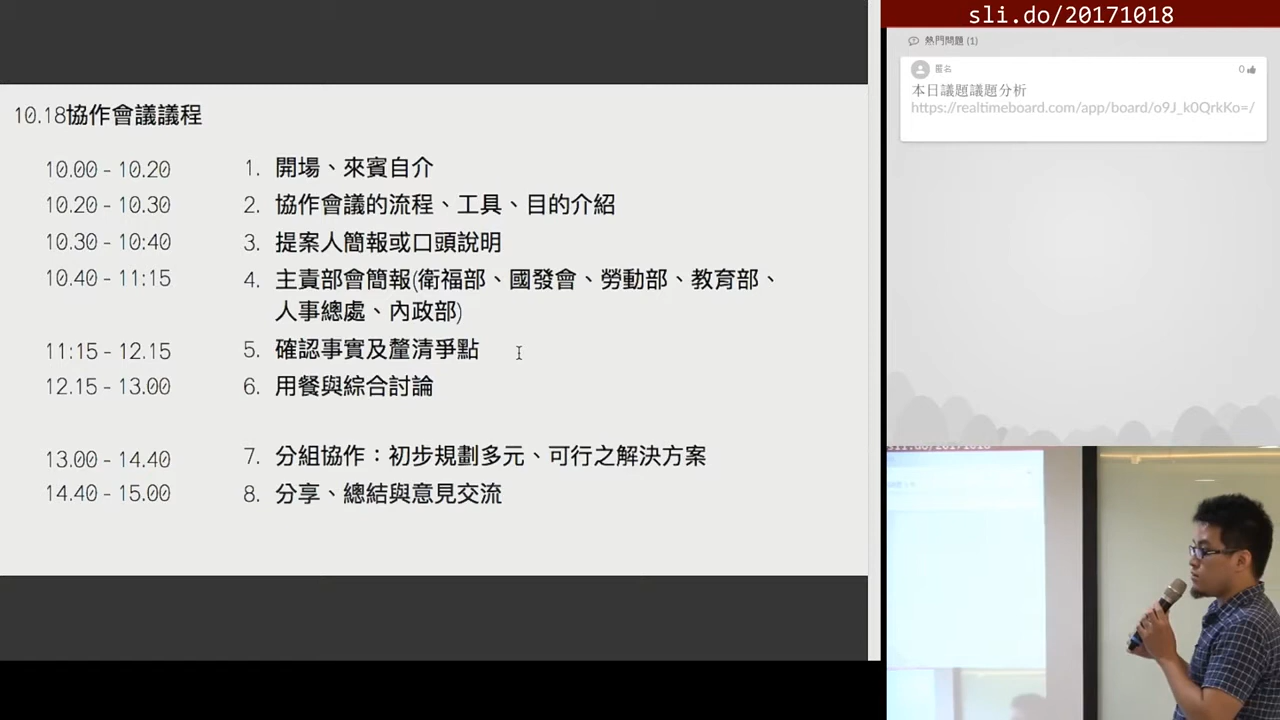 10.18協作會議議程
10.00 - 10.20 1. 開場、來賓自介
10.20 - 10.30 2. 協作會議的流程、工具、目的介紹
10.30 - 10:40 3. 提案人簡報或口頭說明
10.40 - 11:15 4. 主責部會簡報(衛福部、國發會、勞動部、教育部、
人事總處、內政部)
11:15 - 12.15 5. 確認事實及釐清爭點
12.15 - 13.00 6. 用餐與綜合討論
13.00 - 14.40 7. 分組協作：初步規劃多元、可行之解決方案
14.40 - 15.00 8. 分享、總結與意見交流
sli.do/20171018
熱門問題 (1)
匿名 0
本日議題議題分析
https://realtimeboard.com/app/board/o9J_k0QrkKo=/